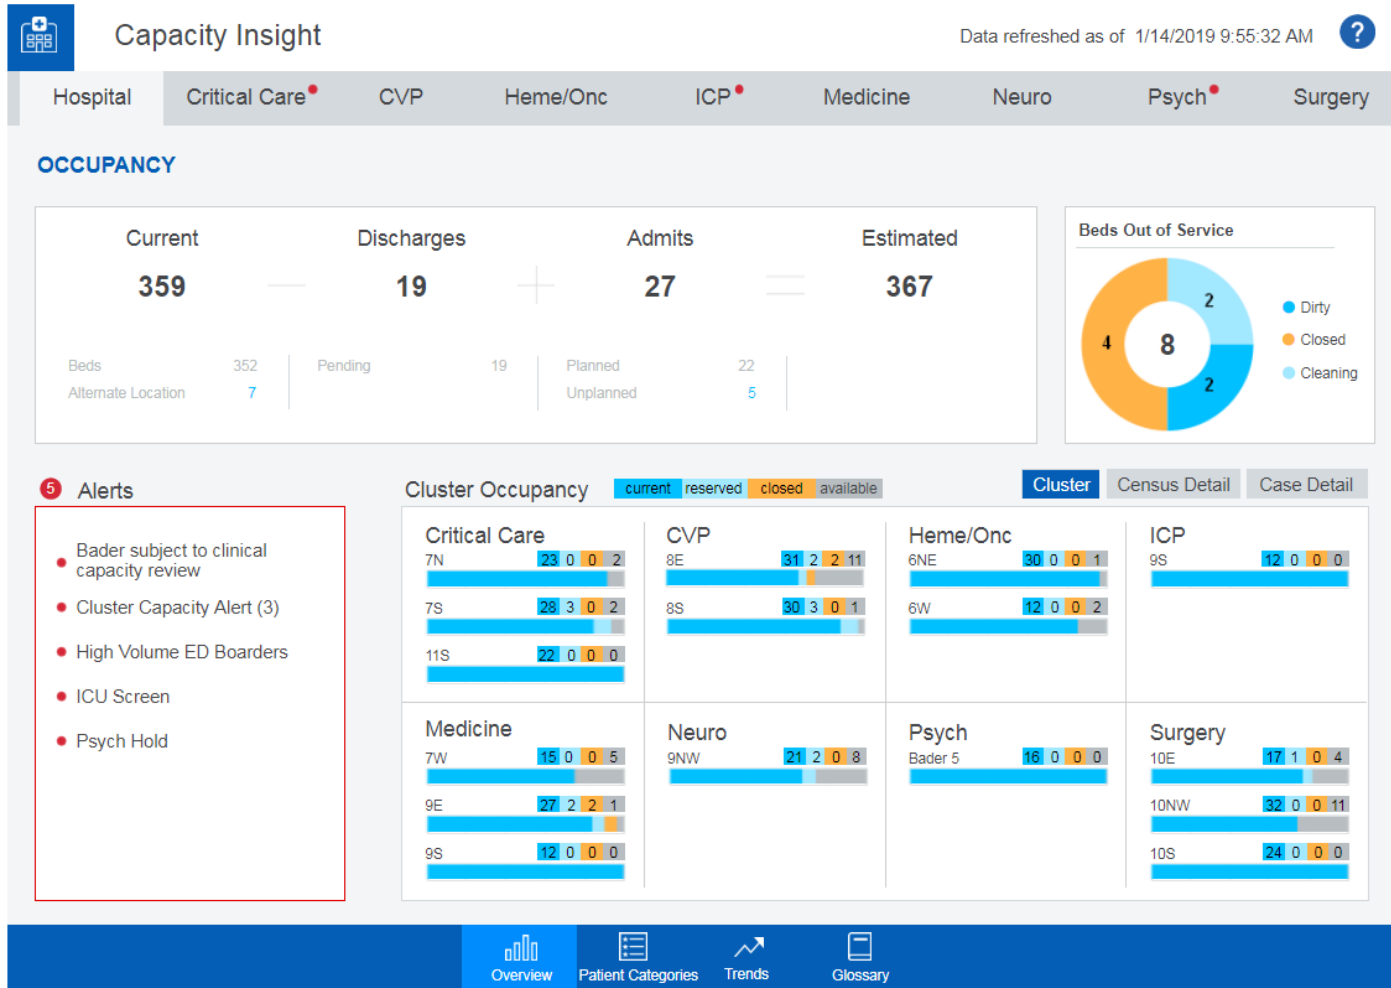 Capacity Insight
Data refreshed as of 1/14/2019 9:55:32 AM
?
Hospital Critical Care CVP Heme/Onc ICP Medicine Neuro Psych Surgery
OCCUPANCY
Current Discharges Admits Estimated
359 — 19 + 27 = 367
Beds 352 Pending 19 Planned 22
Alternate Location 7 Unplanned 5
Beds Out of Service
2
4 8
2
Dirty
Closed
Cleaning
5 Alerts
Bader subject to clinical
capacity review
Cluster Capacity Alert (3)
High Volume ED Boarders
ICU Screen
Psych Hold
Cluster Occupancy current reserved closed available
Cluster Census Detail Case Detail
Critical Care
7N 23 0 0 2
7S 28 3 0 2
11S 22 0 0 0
CVP
8E 31 2 2 11
8S 30 3 0 1
Heme/Onc
6NE 30 0 0 1
6W 12 0 0 2
ICP
9S 12 0 0 0
Medicine
7W 15 0 0 5
9E 27 2 2 1
9S 12 0 0 0
Neuro
9NW 21 2 0 8
Psych
Bader 5 16 0 0 0
Surgery
10E 17 1 0 4
10NW 32 0 0 11
10S 24 0 0 0
Overview Patient Categories Trends Glossary